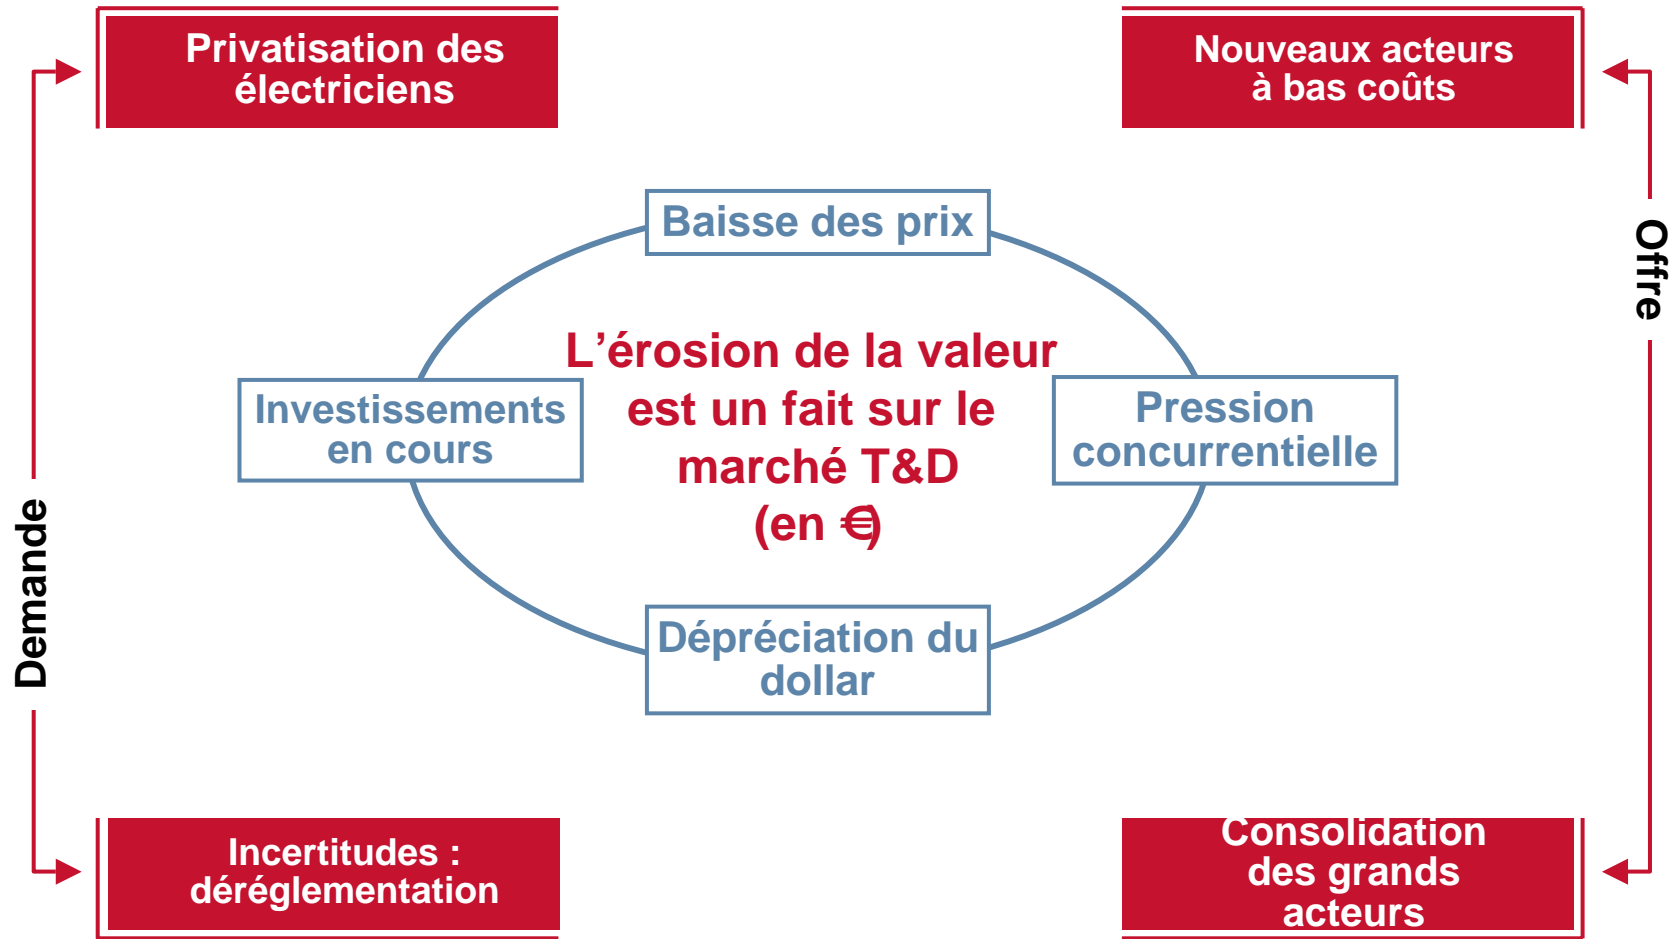 Privatisation des
électriciens
Nouveaux acteurs
à bas coûts
Baisse des prix
Offre
L’érosion de la valeur
est un fait sur le
marché T&D
(en €)
Investissements
en cours
Pression
concurrentielle
Demande
Dépréciation du
dollar
Incertitudes :
déréglementation
Consolidation
des grands
acteurs